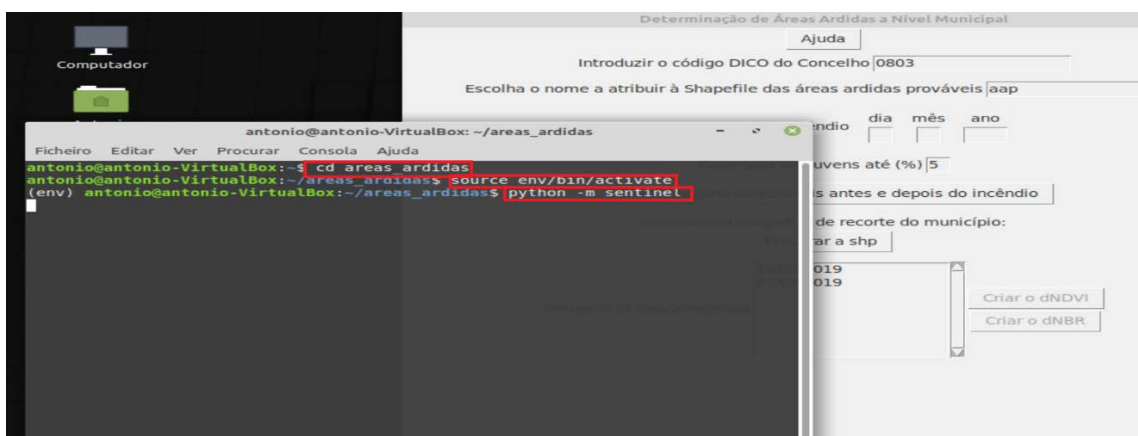 Determinação de Áreas Ardidas a Nível Municipal
Ajuda
Computador
Introduzir o código DICO do Concelho 0803
Escolha o nome a atribuir à Shapefile das áreas ardidas prováveis aap
dia mês ano
antonio@antonio-VirtualBox: ~/areas_ardidas
Ficheiro Editar Ver Procurar Consola Ajuda
antonio@antonio-VirtualBox:~$ cd areas_ardidas
antonio@antonio-VirtualBox:~/areas_ardidas$ source env/bin/activate
(env) antonio@antonio-VirtualBox:~/areas_ardidas$ python -m sentinel
até (%) 5
antes e depois do incêndio
de recorte do município:
a shp
019
019
Criar o dNDVI
Criar o dNBR